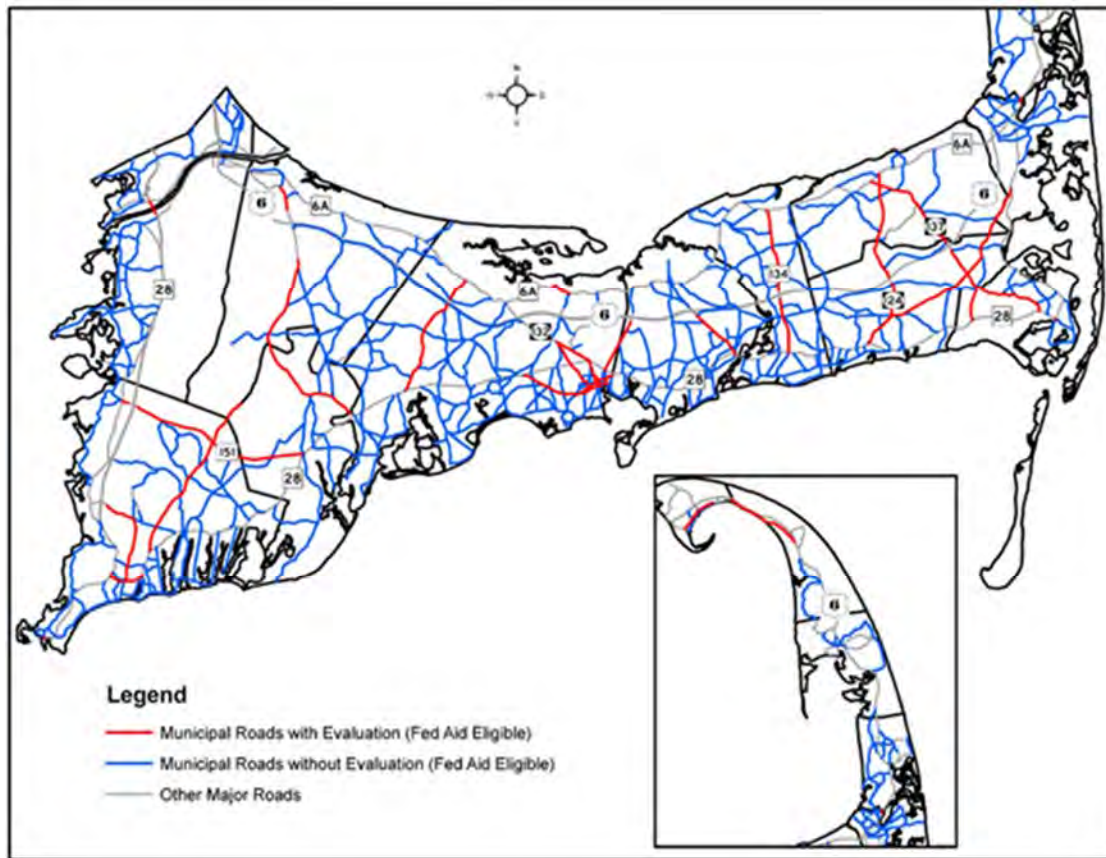 N
6A
6
6
6A
137
28
134
6A
6
132
124
28
28
151
28
6
Legend
Municipal Roads with Evaluation (Fed Aid Eligible)
Municipal Roads without Evaluation (Fed Aid Eligible)
Other Major Roads